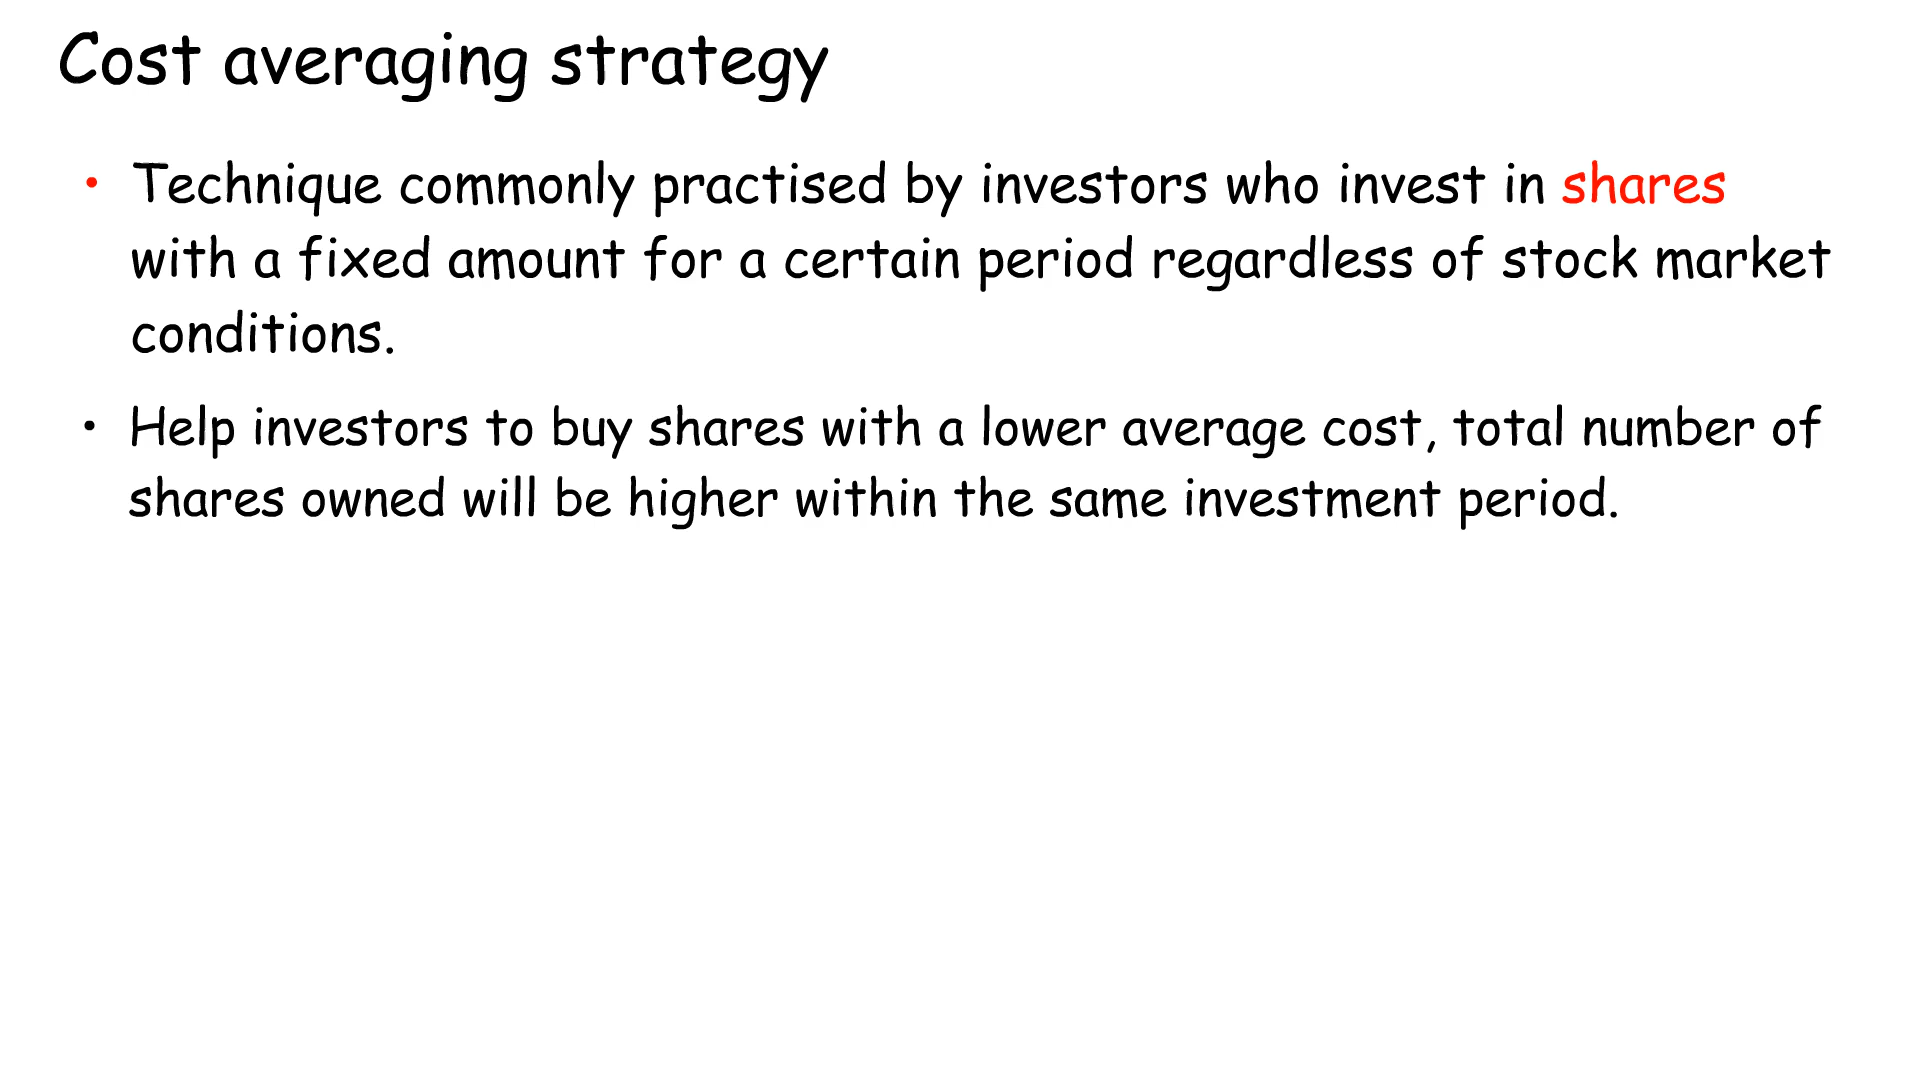 Cost averaging strategy
• Technique commonly practised by investors who invest in shares
with a fixed amount for a certain period regardless of stock market
conditions.
• Help investors to buy shares with a lower average cost, total number of
shares owned will be higher within the same investment period.